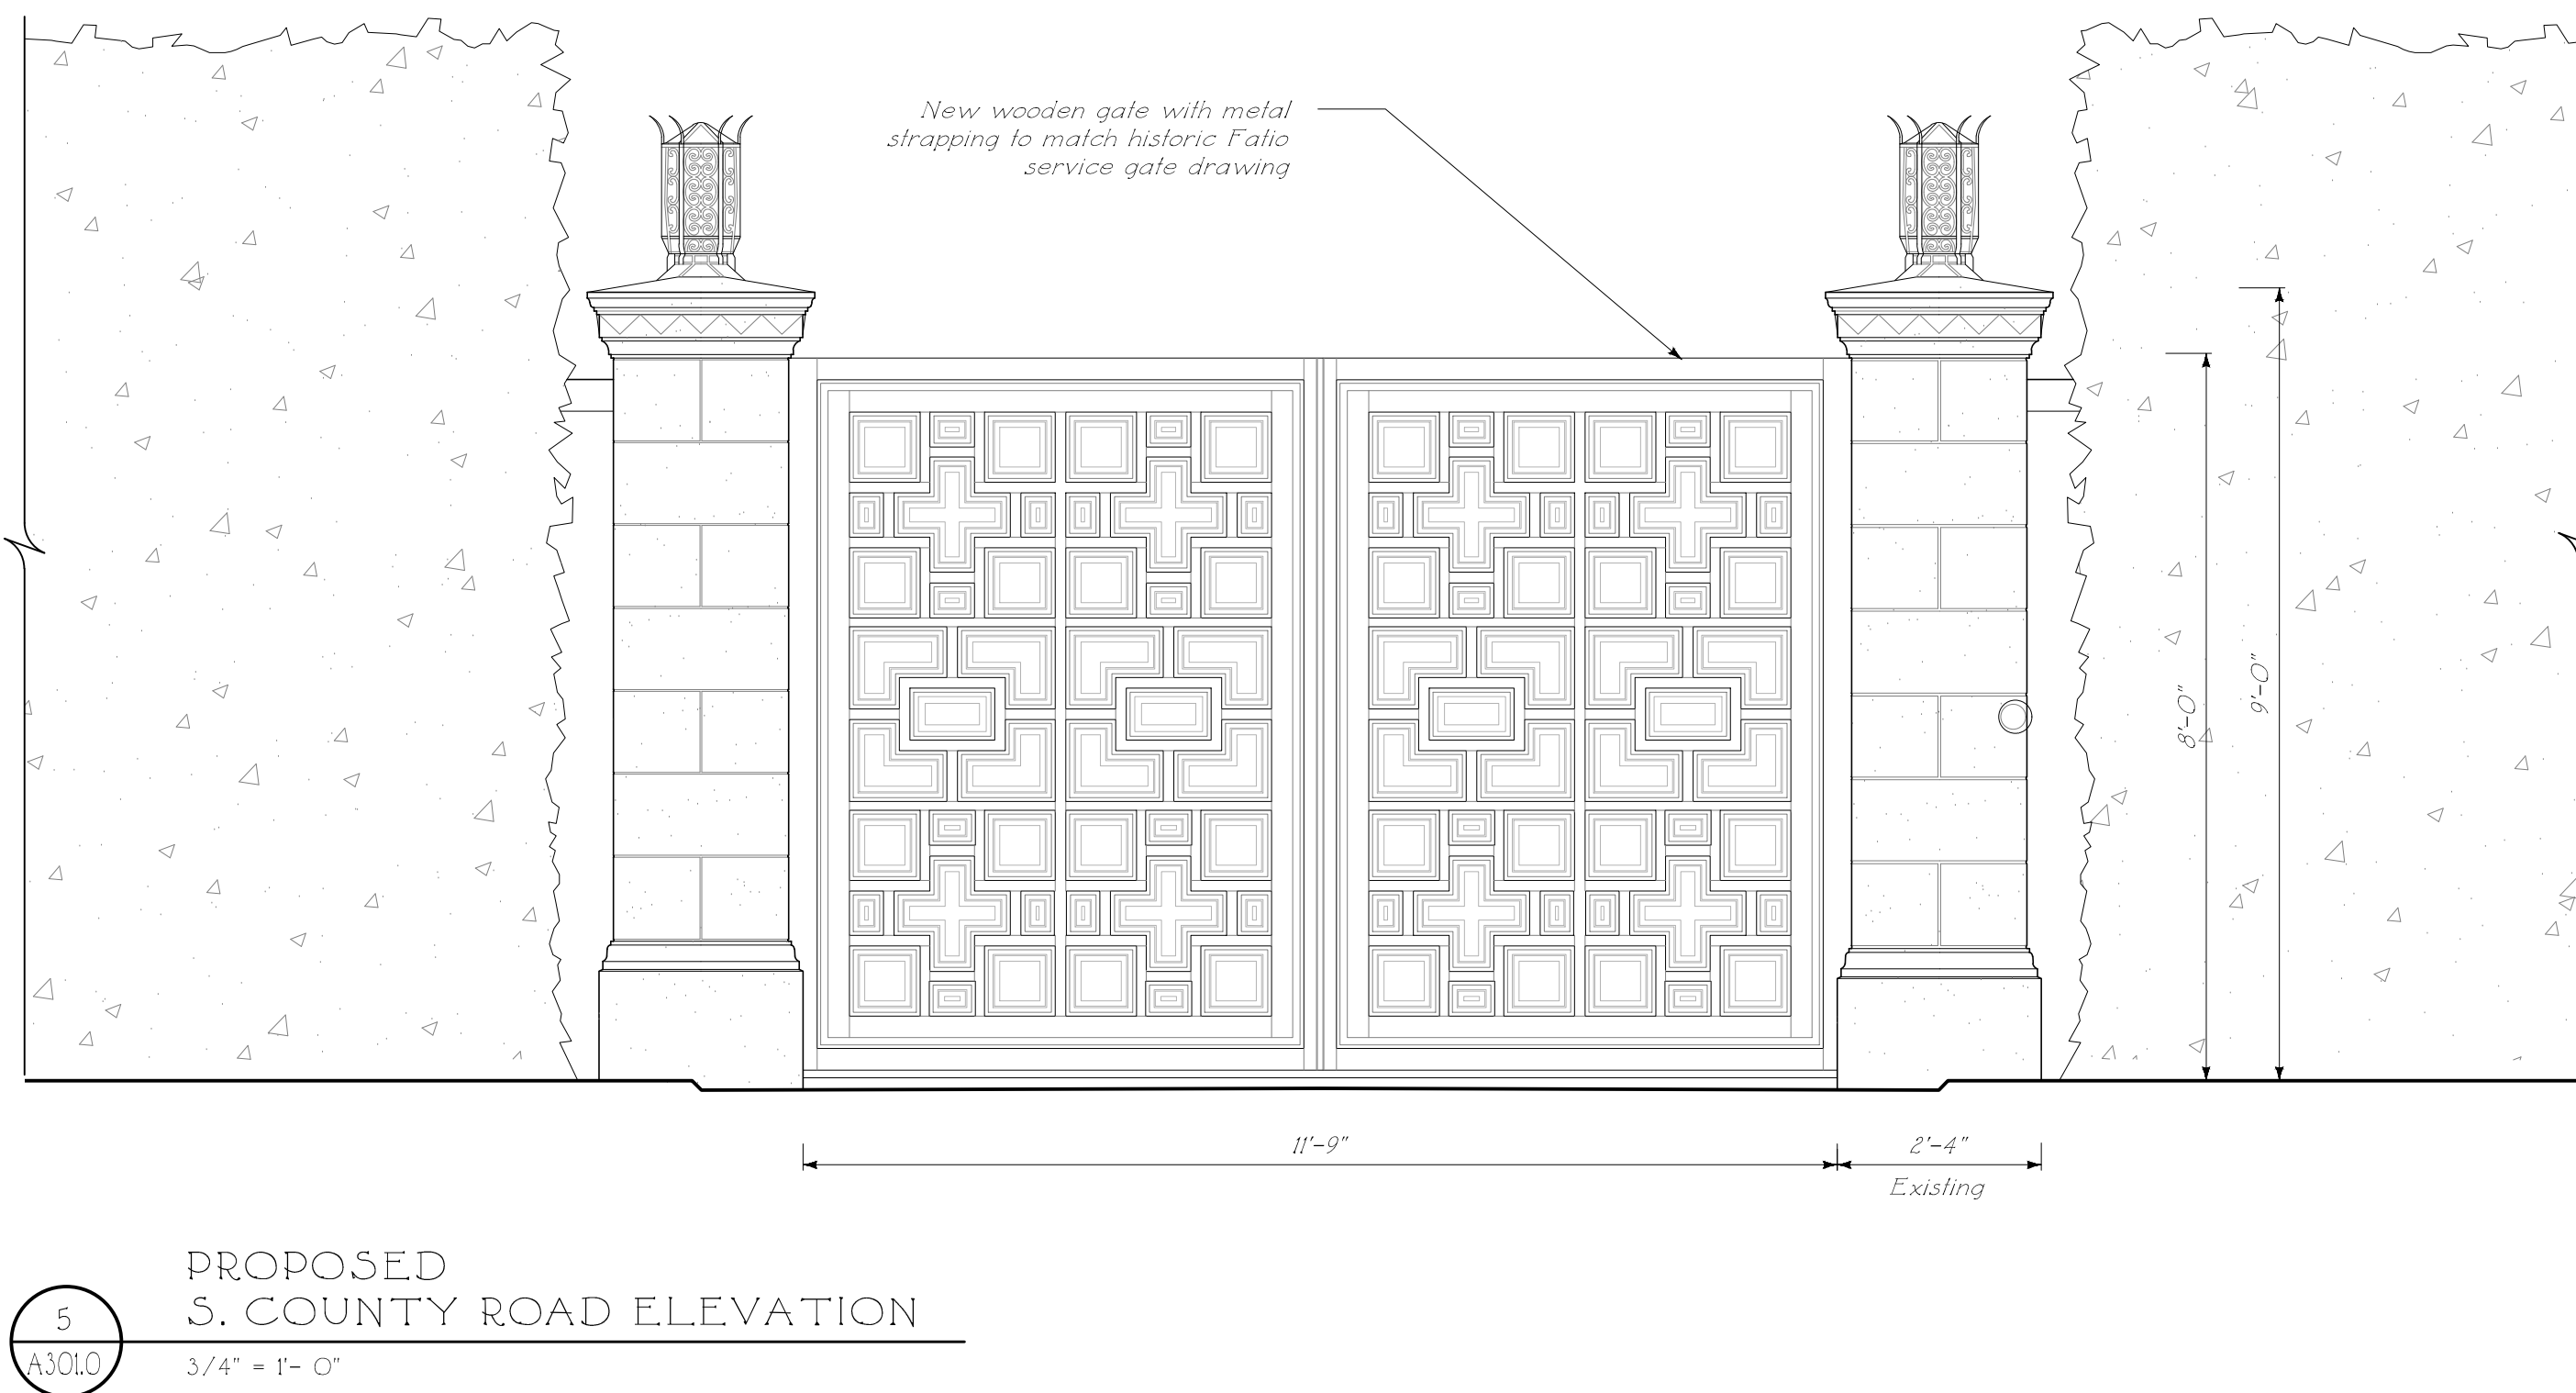 New wooden gate with metal
strapping to match historic Fatio
service gate drawing
8'-0"
9'-0"
11'-9"
2'-4"
Existing
PROPOSED
S. COUNTY ROAD ELEVATION
5
A301.0
3/4" = 1'- 0"